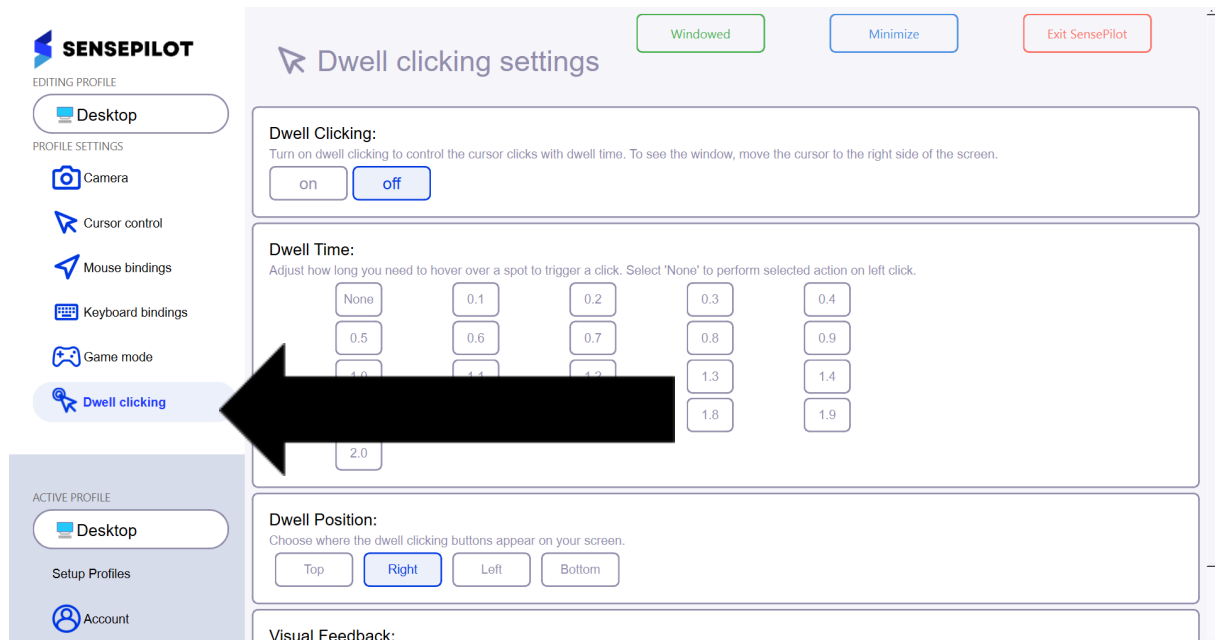 SENSEPILOT
EDITING PROFILE
Desktop
PROFILE SETTINGS
Camera
Cursor control
Mouse bindings
Keyboard bindings
Game mode
Dwell clicking
ACTIVE PROFILE
Desktop
Setup Profiles
Account
Windowed Minimize Exit SensePilot
Dwell clicking settings
Dwell Clicking:
Turn on dwell clicking to control the cursor clicks with dwell time. To see the window, move the cursor to the right side of the screen.
on off
Dwell Time:
Adjust how long you need to hover over a spot to trigger a click. Select 'None' to perform selected action on left click.
None 0.1 0.2 0.3 0.4
0.5 0.6 0.7 0.8 0.9
1.0 1.1 1.2 1.3 1.4
1.8 1.9
2.0
Dwell Position:
Choose where the dwell clicking buttons appear on your screen.
Top Right Left Bottom
Visual Feedback: